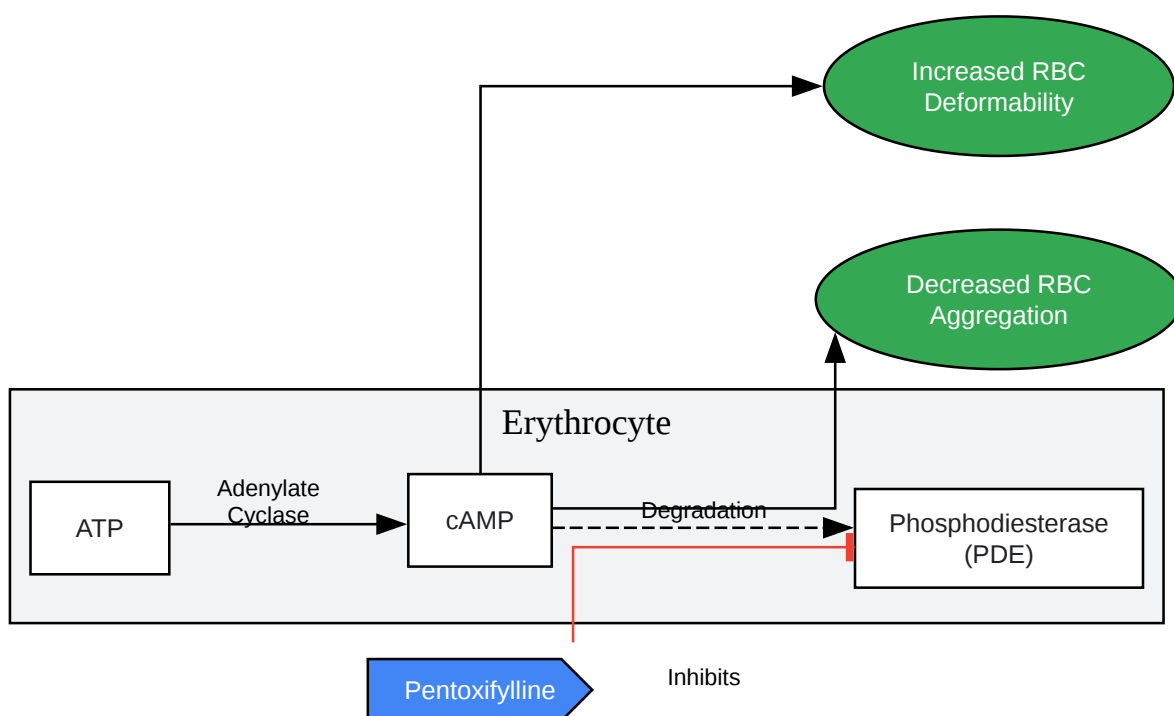 Increased RBC
Deformability
Decreased RBC
Aggregation
Erythrocyte
ATP
Adenylate
Cyclase
cAMP
Degradation
Phosphodiesterase
(PDE)
Pentoxifylline
Inhibits